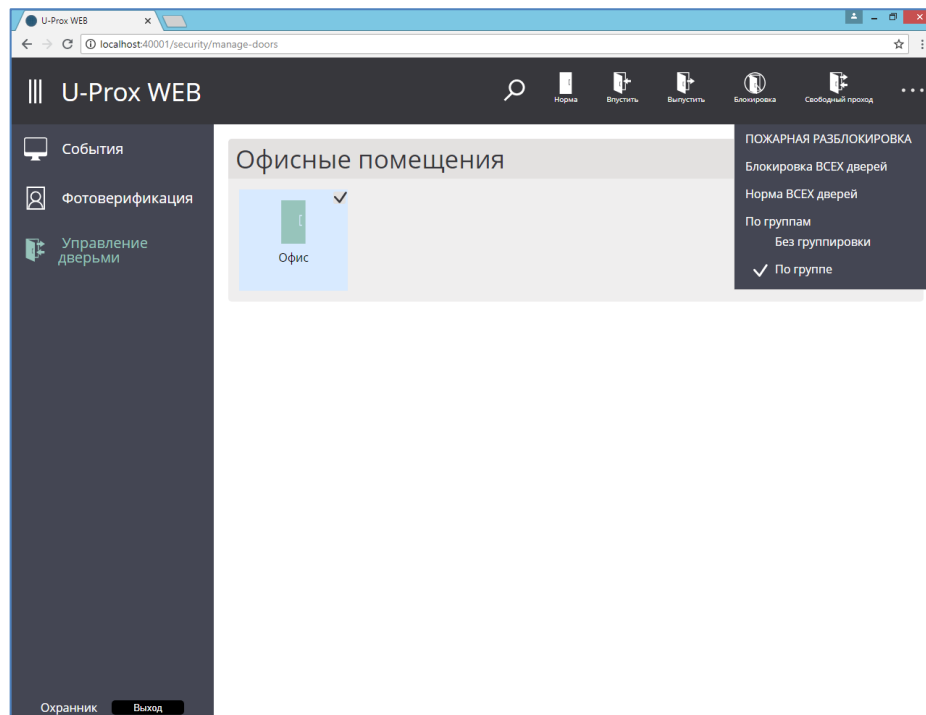 U-Prox WEB
localhost:40001/security/manage-doors
U-Prox WEB
Норма
Впустить
Выпустить
Блокировка
Свободный проход
События
Фотоверификация
Управление
дверьми
Офисные помещения
Офис
ПОЖАРНАЯ РАЗБЛОКИРОВКА
Блокировка ВСЕХ дверей
Норма ВСЕХ дверей
По группам
Без группировки
По группе
Охранник
Выход